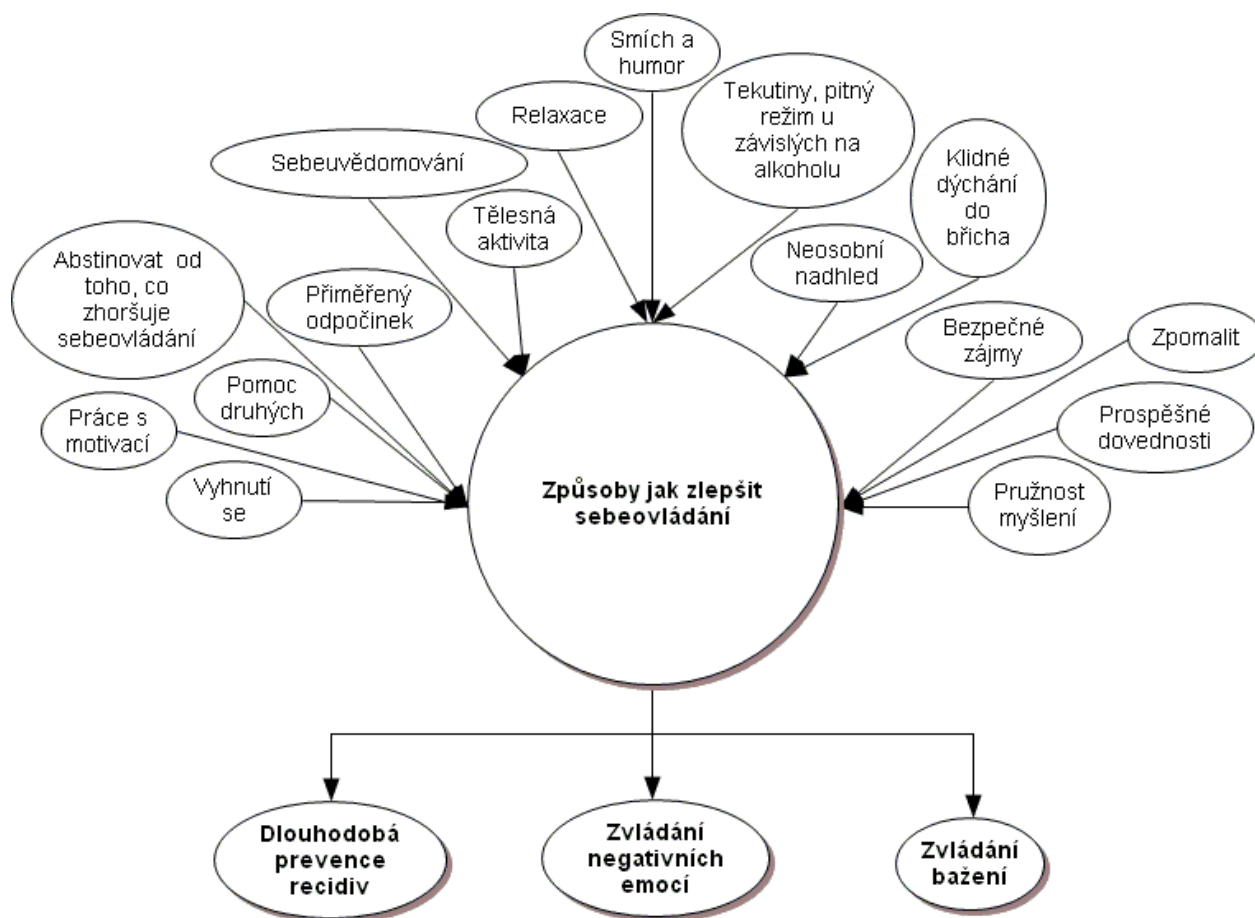 Smích a
humor
Relaxace
Tekutiny, pitný
režim u
závislých na
alkoholu
Sebeuvědomování
Klidné
dýchání
do
břicha
Tělesná
aktivita
Neosobní
nadhled
Abstinovat od
toho, co
zhoršuje
sebeovládání
Přiměřený
odpočinek
Bezpečné
zájmy
Zpomalit
Pomoc
druhých
Práce s
motivací
Prospěšné
dovednosti
Vyhnutí
se
Pružnost
myšlení
Způsoby jak zlepšit
sebeovládání
Dlouhodobá
prevence
recidiv
Zvládání
negativních
emocí
Zvládání
bažení